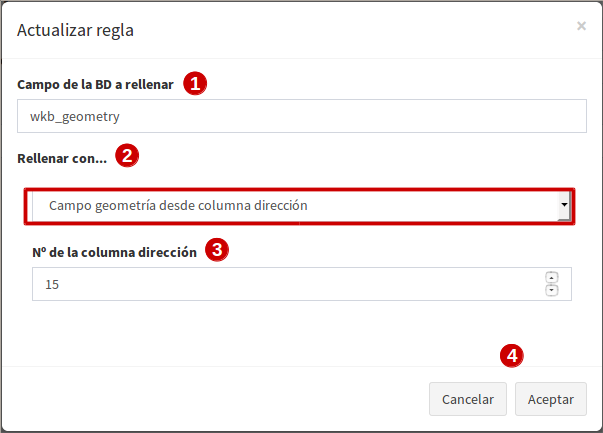 Actualizar regla ×
Campo de la BD a rellenar 1
wkb_geometry
Rellenar con... 2
Campo geometría desde columna dirección
Nº de la columna dirección 3
15
4
Cancelar Aceptar